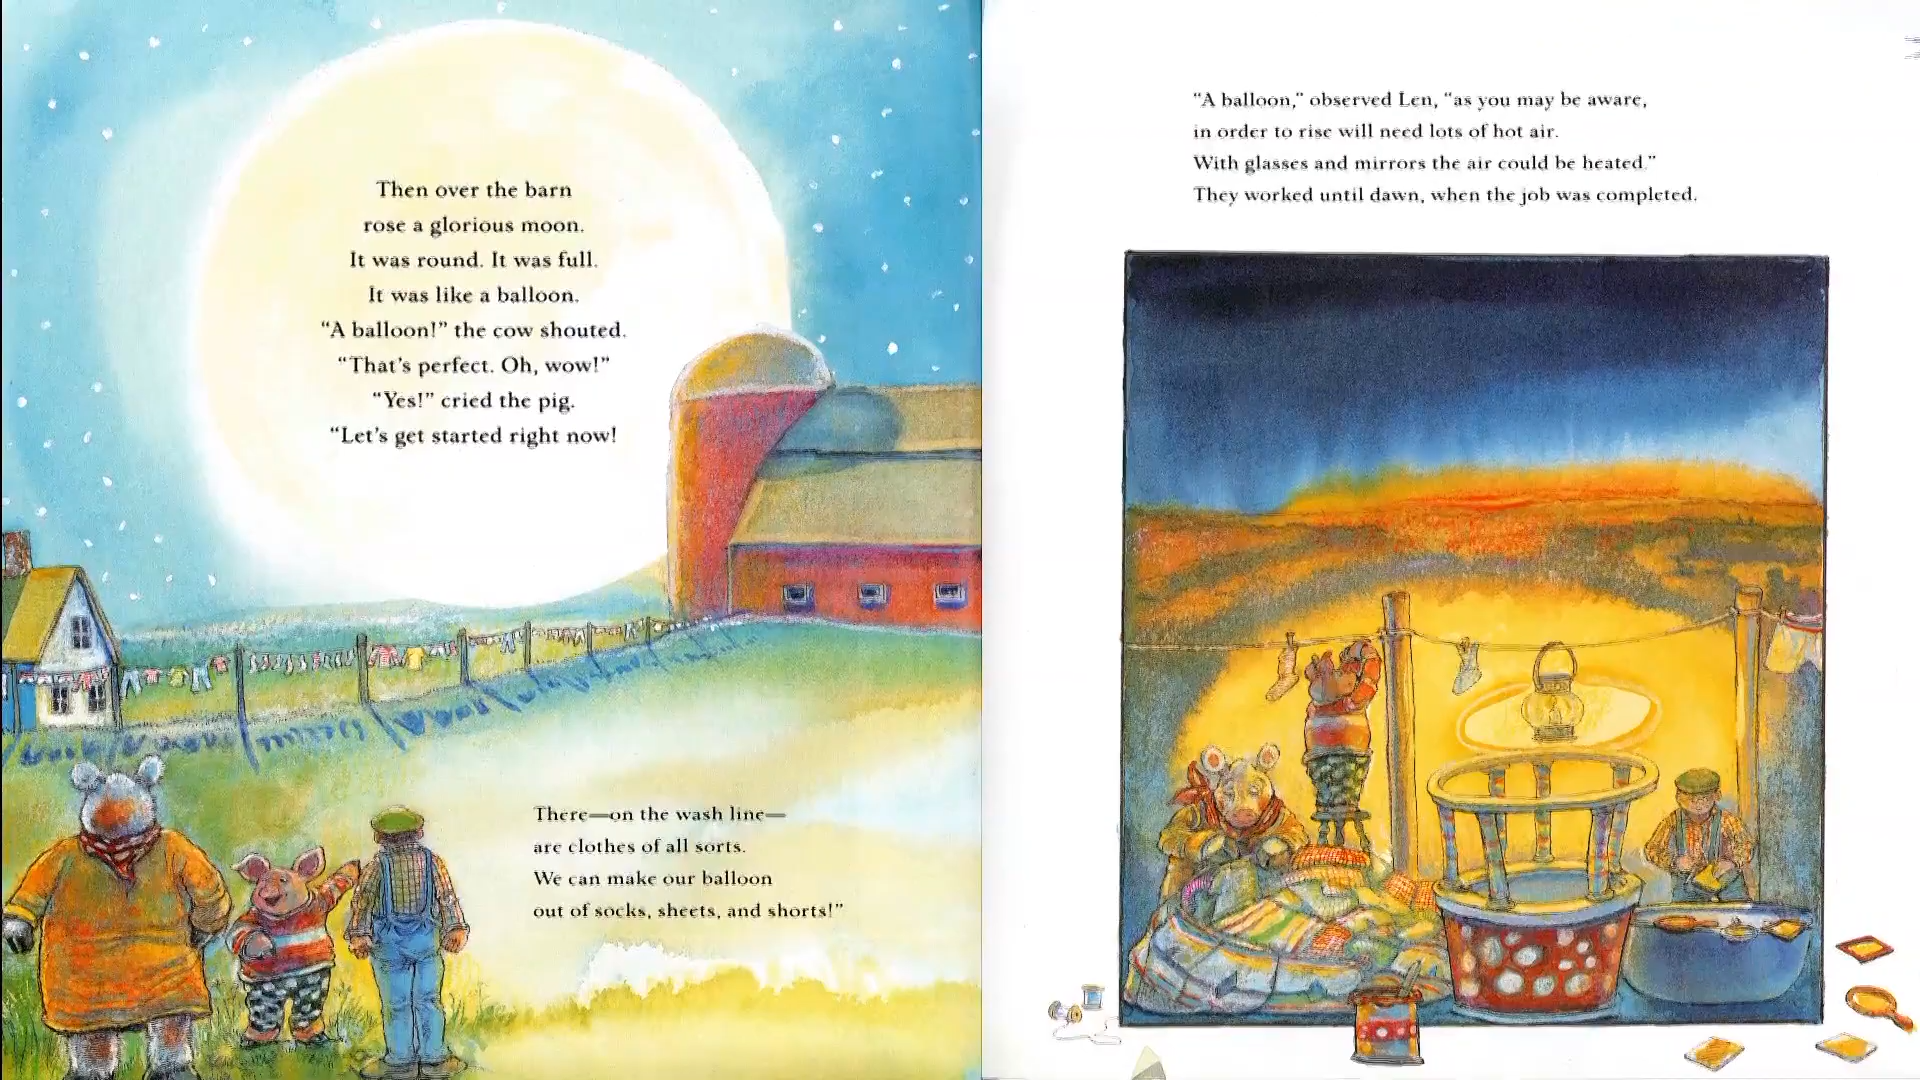 Then over the barn
rose a glorious moon.
It was round. It was full.
It was like a balloon.
“A balloon!” the cow shouted.
“That’s perfect. Oh, wow!”
“Yes!” cried the pig.
“Let’s get started right now!
There—on the wash line—
are clothes of all sorts.
We can make our balloon
out of socks, sheets, and shorts!”
“A balloon,” observed Len, “as you may be aware,
in order to rise will need lots of hot air.
With glasses and mirrors the air could be heated.”
They worked until dawn, when the job was completed.